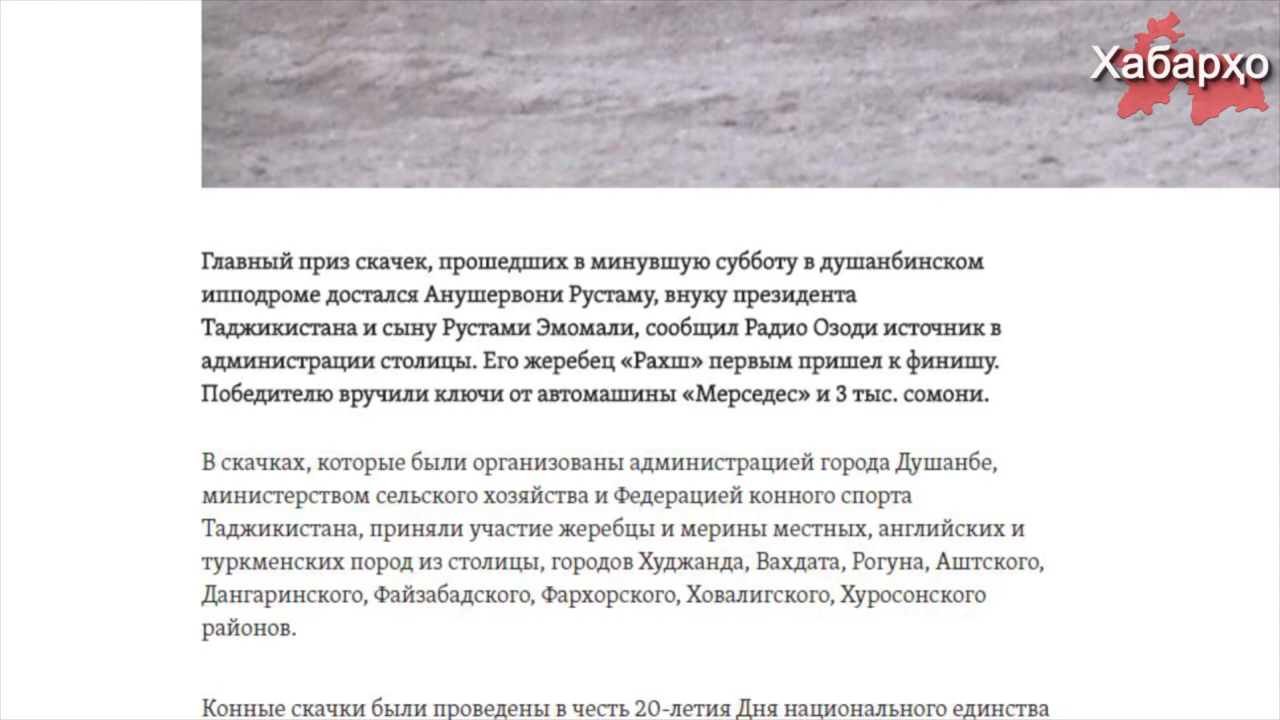 Хабарҳо
Главный приз скачек, прошедших в минувшую субботу в душанбинском
ипподроме достался Анушервони Рустаму, внуку президента
Таджикистана и сыну Рустами Эмомали, сообщил Радио Озоди источник в
администрации столицы. Его жеребец «Рахш» первым пришел к финишу.
Победителю вручили ключи от автомашины «Мерседес» и 3 тыс. сомони.
В скачках, которые были организованы администрацией города Душанбе,
министерством сельского хозяйства и Федерацией конного спорта
Таджикистана, приняли участие жеребцы и мерины местных, английских и
туркменских пород из столицы, городов Худжанда, Вахдата, Рогуна, Аштского,
Дангаринского, Файзабадского, Фархорского, Ховалигского, Хуросонского
районов.
Конные скачки были проведены в честь 20-летия Дня национального единства